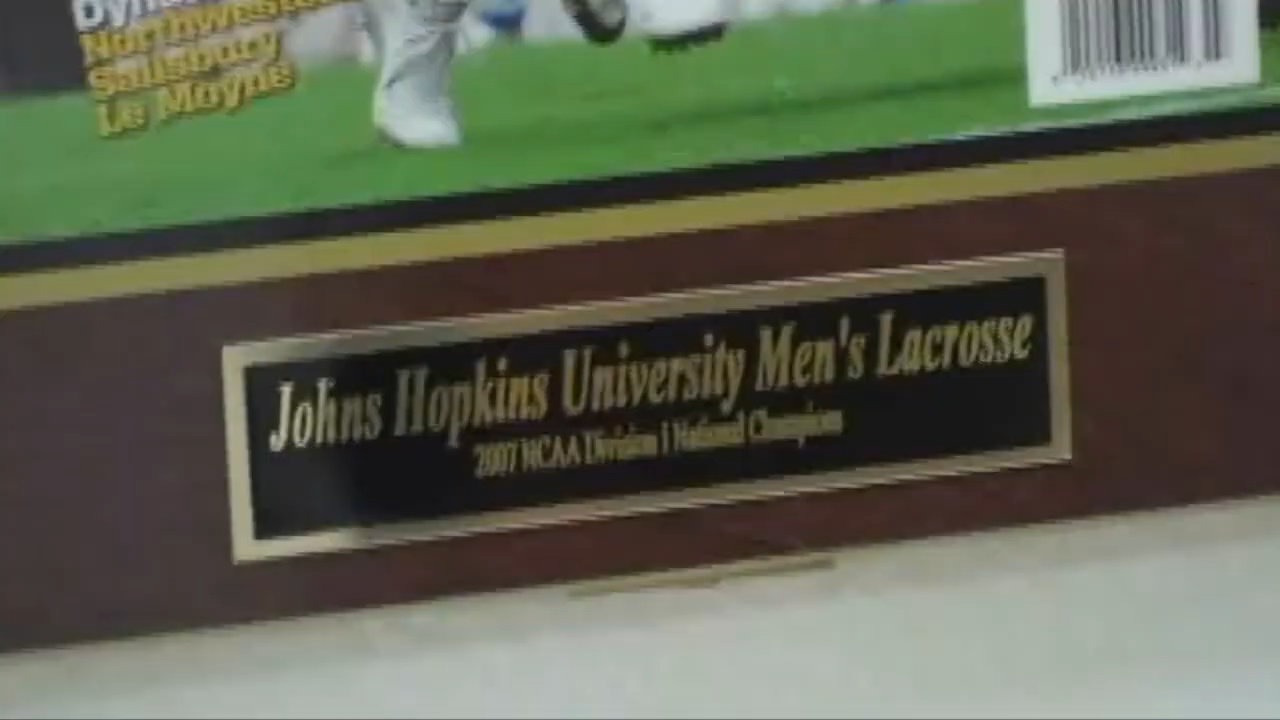 Northwestern
Salisbury
Le Moyne
Johns Hopkins University Men's Lacrosse
2007 NCAA Division I National Champions